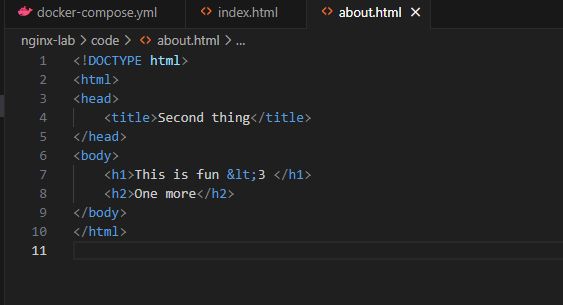 docker-compose.yml index.html about.html
nginx-lab > code > about.html > ...
1 <!DOCTYPE html>
2 <html>
3 <head>
4     <title>Second thing</title>
5 </head>
6 <body>
7     <h1>This is fun &lt;3 </h1>
8     <h2>One more</h2>
9 </body>
10 </html>
11